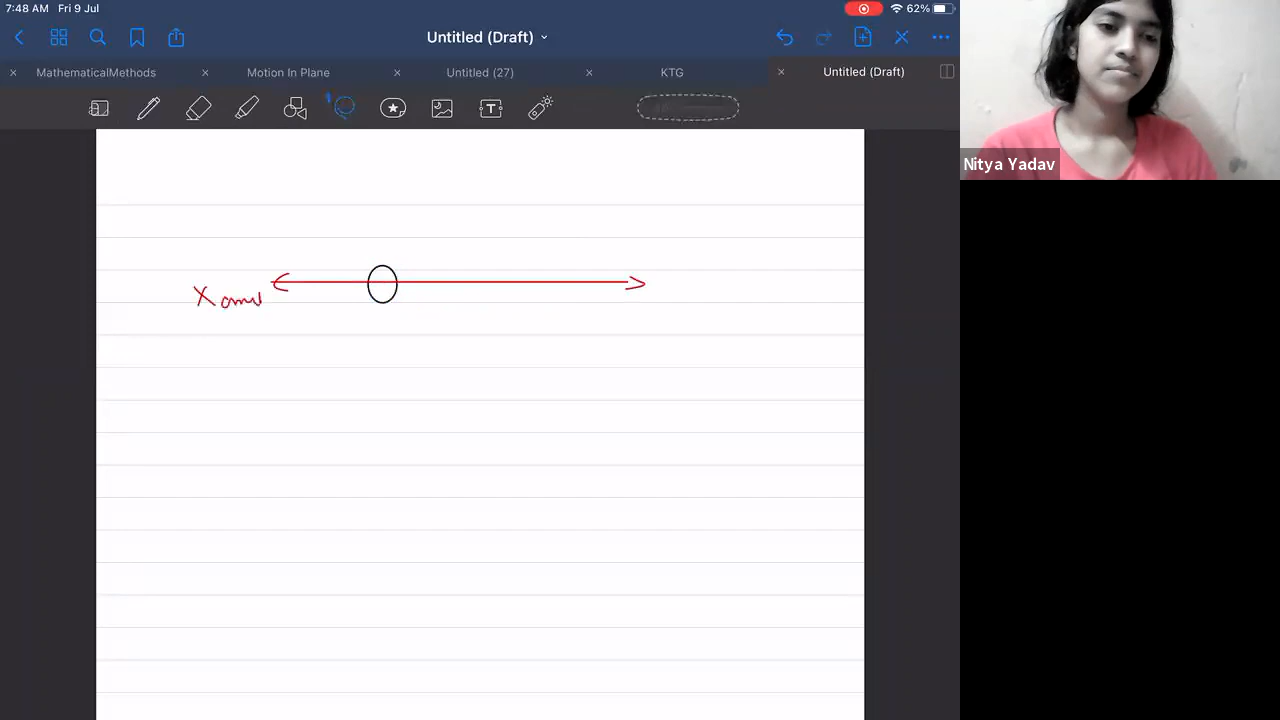 7:48 AM Fri 9 Jul 62%
Untitled (Draft)
MathematicalMethods Motion In Plane Untitled (27) KTG Untitled (Draft)
Nitya Yadav
X